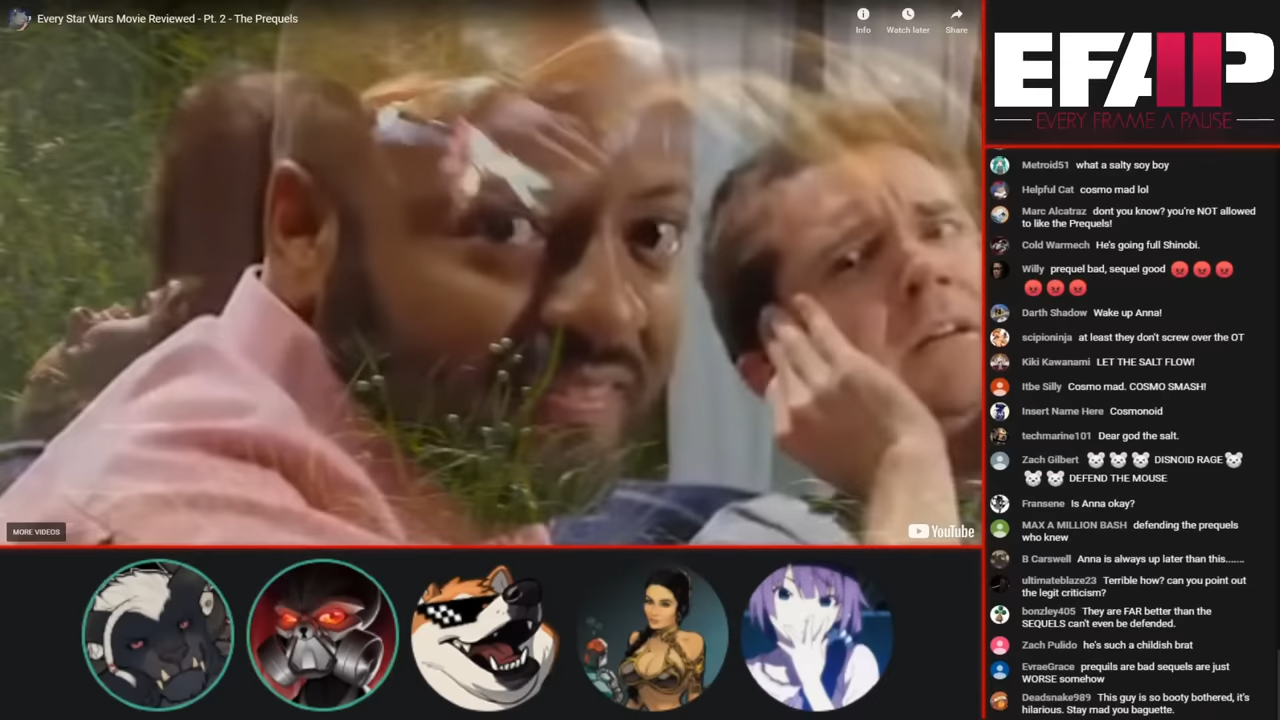 Every Star Wars Movie Reviewed - Pt. 2 - The Prequels
Info
Watch later
Share
MORE VIDEOS
YouTube
EFAP
EVERY FRAME A PAUSE
Metroid51 what a salty soy boy
Helpful Cat cosmo mad lol
Marc Alcatraz dont you know? you're NOT allowed
to like the Prequels!
Cold Warmech He's going full Shinobi.
Willy prequel bad, sequel good 😡 😡 😡
😡 😡 😡
Darth Shadow Wake up Anna!
scipioninja at least they don't screw over the OT
Kiki Kawanami LET THE SALT FLOW!
Itbe Silly Cosmo mad. COSMO SMASH!
Insert Name Here Cosmonoid
techmarine101 Dear god the salt.
Zach Gilbert 🐭 🐭 🐭 DISNOID RAGE 🐭
🐭 🐭 DEFEND THE MOUSE
Fransene Is Anna okay?
MAX A MILLION BASH defending the prequels
who knew
B Carswell Anna is always up later than this.......
ultimateblaze23 Terrible how? can you point out
the legit criticism?
bonzley405 They are FAR better than the
SEQUELS can't even be defended.
Zach Pulido he's such a childish brat
EvraeGrace prequils are bad sequels are just
WORSE somehow
Deadsnake989 This guy is so booty bothered, it's
hilarious. Stay mad you baguette.